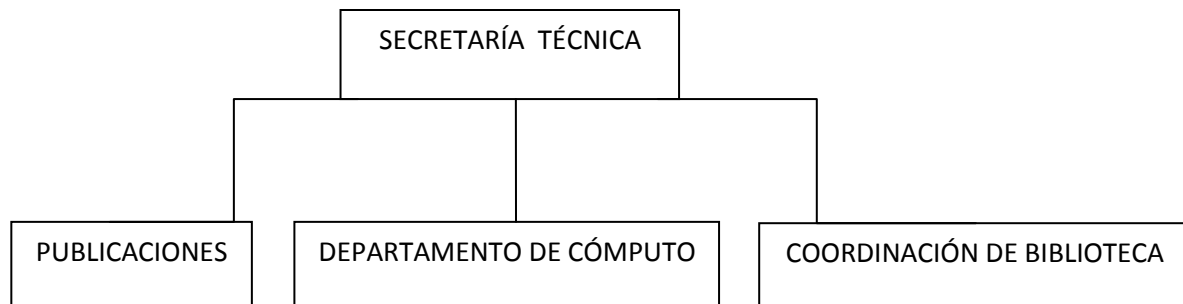 SECRETARÍA TÉCNICA
PUBLICACIONES
DEPARTAMENTO DE CÓMPUTO
COORDINACIÓN DE BIBLIOTECA